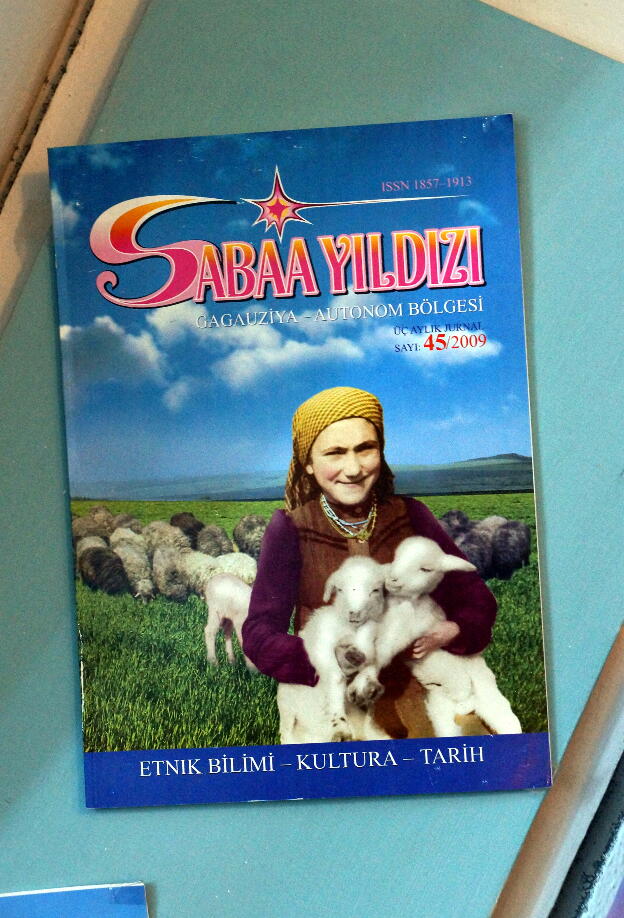 ISSN 1857–1913
SABAA YILDIZI
GAGAUZİYA – AUTONOM BÖLGESİ
ÜÇ AYLIK JURNAL
SAYI: 45/2009
ETNIK BİLİMİ – KULTURA – TARİH